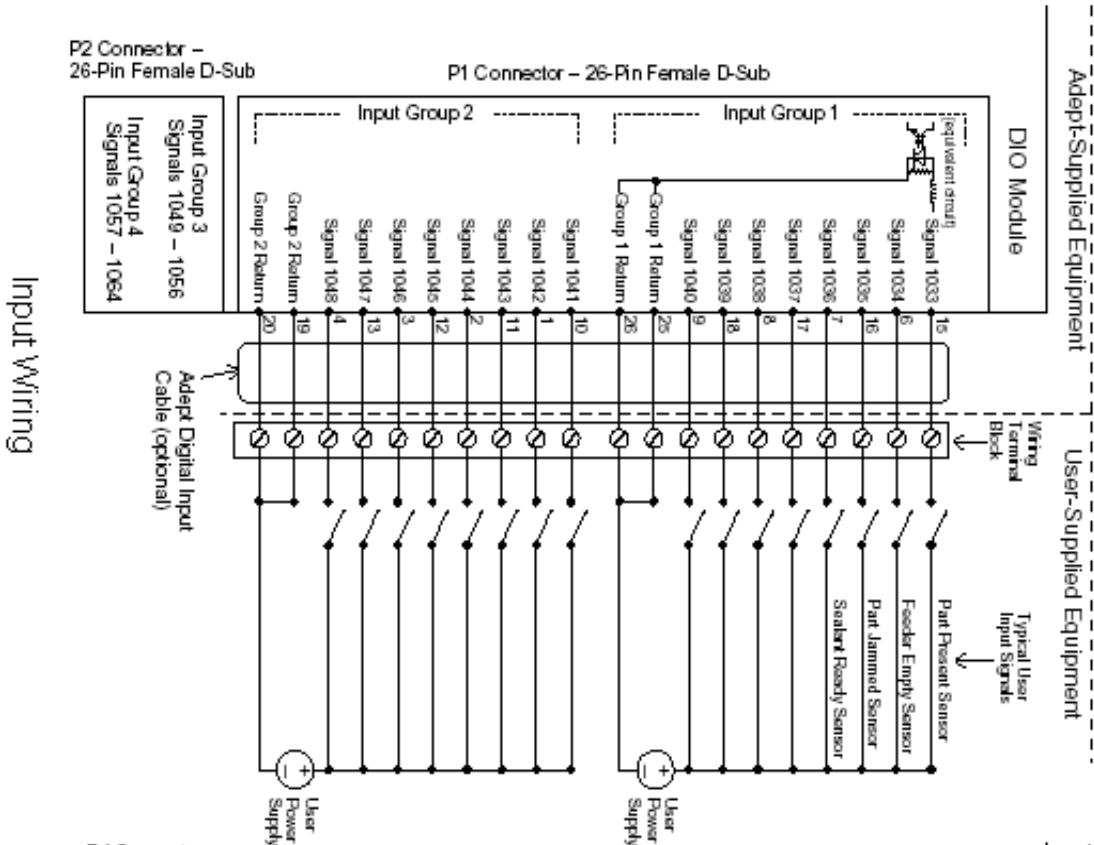 P2 Connector –
26-Pin Female D-Sub
P1 Connector – 26-Pin Female D-Sub
Adept-Supplied Equipment
DIO Module
Input Group 1
(equivalent circuit)
Input Group 2
Input Group 3
Signals 1049 – 1056
Input Group 4
Signals 1057 – 1064
Signal 1033
Signal 1034
Signal 1035
Signal 1036
Signal 1037
Signal 1038
Signal 1039
Signal 1040
Group 1 Return
Group 1 Return
Signal 1041
Signal 1042
Signal 1043
Signal 1044
Signal 1045
Signal 1046
Signal 1047
Signal 1048
Group 2 Return
Group 2 Return
15
6
16
7
17
8
18
9
25
26
10
1
11
2
12
3
13
4
19
20
Adept Digital Input
Cable (optional)
Wiring
Terminal
Block
User-Supplied Equipment
Typical User
Input Signals
Part Present Sensor
Feeder Empty Sensor
Part Jammed Sensor
Sealant Ready Sensor
+
–
User
Power
Supply
+
–
User
Power
Supply
Input Wiring